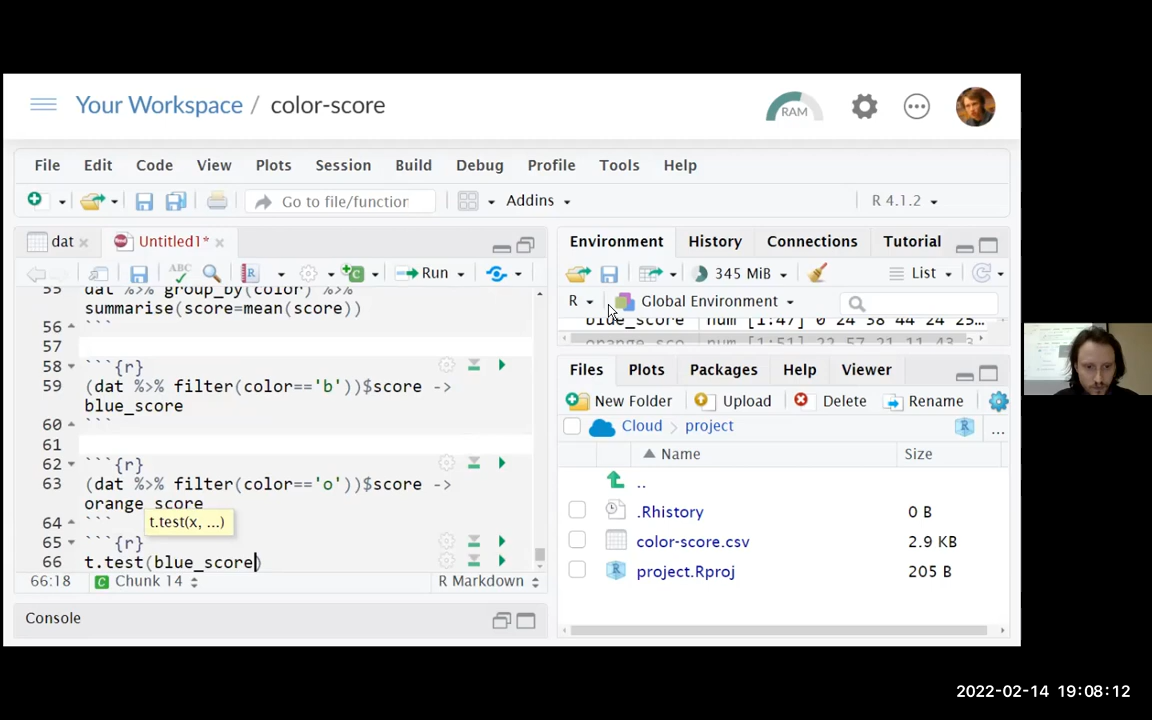 Your Workspace / color-score
RAM
File Edit Code View Plots Session Build Debug Profile Tools Help
Go to file/function
Addins
R 4.1.2
dat
Untitled1*
Run
55 dat %>% group_by(color) %>%
summarise(score=mean(score))
56 ```
57
58 ```{r}
59 (dat %>% filter(color=='b'))$score ->
blue_score
60 ```
61
62 ```{r}
63 (dat %>% filter(color=='o'))$score ->
orange_score
64 ```
t.test(x, ...)
65 ```{r}
66 t.test(blue_score)
66:18 Chunk 14 R Markdown
Console
Environment History Connections Tutorial
345 MiB List
R Global Environment
blue_score num [1:47] 0 24 38 44 24 25...
Files Plots Packages Help Viewer
New Folder Upload Delete Rename
Cloud project R ...
Name Size
..
.Rhistory 0 B
color-score.csv 2.9 KB
project.Rproj 205 B
2022-02-14 19:08:12